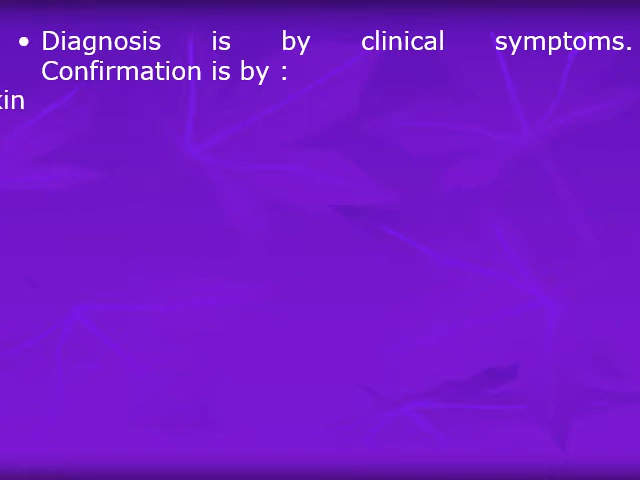 • Diagnosis is by clinical symptoms.
Confirmation is by :
kin